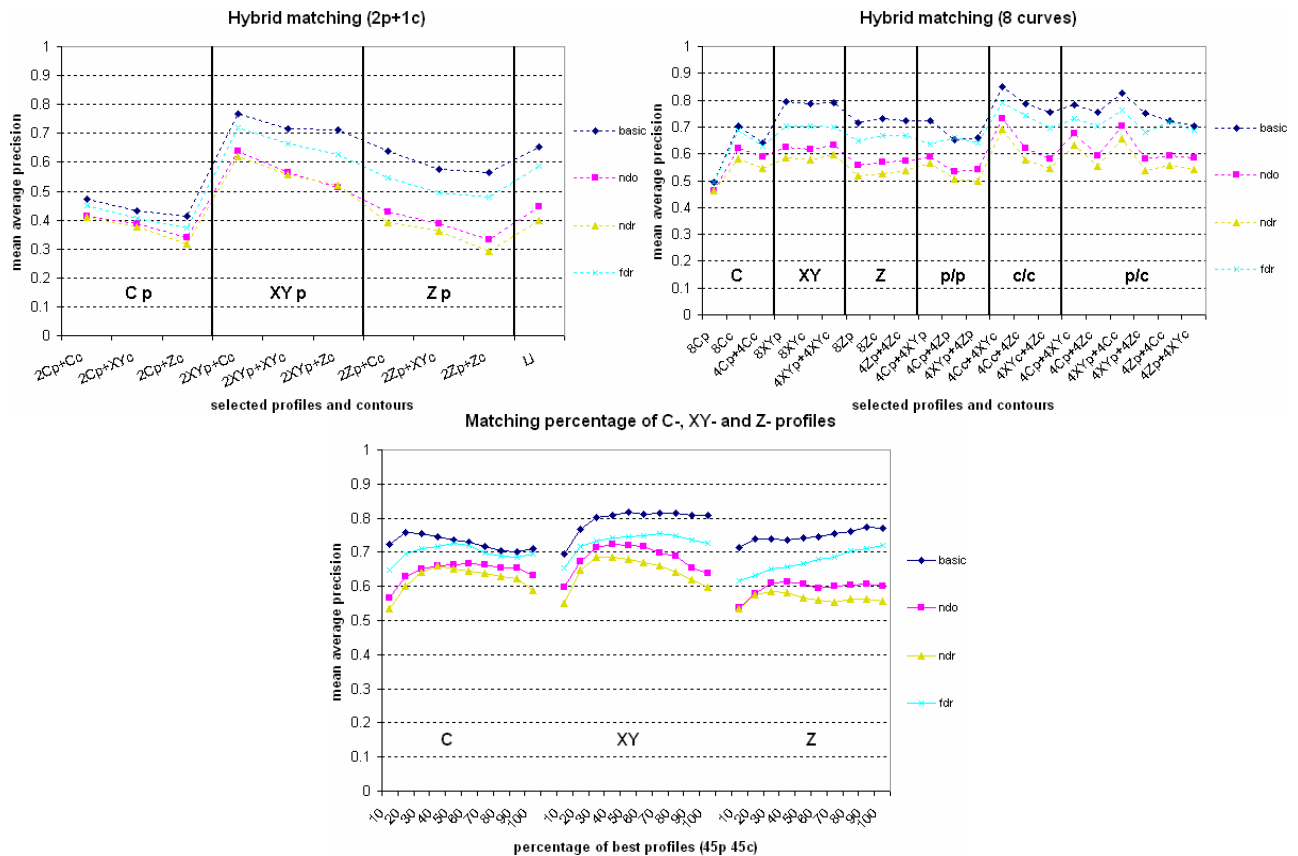 Hybrid matching (2p+1c)
mean average precision
1
0.9
0.8
0.7
0.6
0.5
0.4
0.3
0.2
0.1
0
C p
XY p
Z p
2Cp+Cc
2Cp+XYc
2Cp+Zc
2XYp+Cc
2XYp+XYc
2XYp+Zc
2Zp+Cc
2Zp+XYc
2Zp+Zc
selected profiles and contours
basic
ndo
ndr
fdr
Hybrid matching (8 curves)
mean average precision
1
0.9
0.8
0.7
0.6
0.5
0.4
0.3
0.2
0.1
0
C
XY
Z
p/p
c/c
p/c
8Cp
8Cc
4Cp+4Cc
8XYp
8XYc
4XYp+4XYc
8Zp
8Zc
4Zp+4Zc
4Cp+4XYp
4Cp+4Zp
4XYp+4Zp
4Cc+4XYc
4Cc+4Zc
4XYc+4Zc
4Cp+4XYc
4Cp+4Zc
4XYp+4Cc
4XYp+4Zc
4Zp+4Cc
4Zp+4XYc
selected profiles and contours
basic
ndo
ndr
fdr
Matching percentage of C-, XY- and Z- profiles
mean average precision
1
0.9
0.8
0.7
0.6
0.5
0.4
0.3
0.2
0.1
0
C
XY
Z
10
20
30
40
50
60
70
80
90
100
10
20
30
40
50
60
70
80
90
100
10
20
30
40
50
60
70
80
90
100
percentage of best profiles (45p 45c)
basic
ndo
ndr
fdr